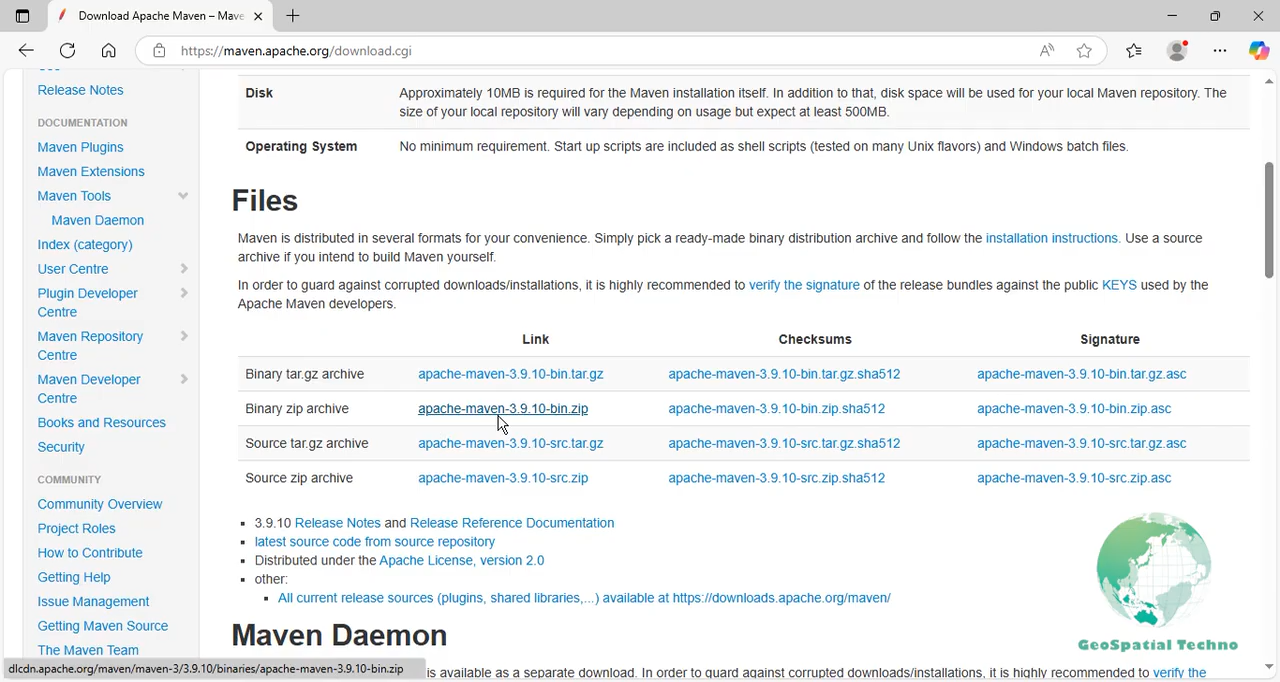 Download Apache Maven – Mave
https://maven.apache.org/download.cgi
Release Notes
DOCUMENTATION
Maven Plugins
Maven Extensions
Maven Tools
Maven Daemon
Index (category)
User Centre
Plugin Developer
Centre
Maven Repository
Centre
Maven Developer
Centre
Books and Resources
Security
COMMUNITY
Community Overview
Project Roles
How to Contribute
Getting Help
Issue Management
Getting Maven Source
The Maven Team
Disk Approximately 10MB is required for the Maven installation itself. In addition to that, disk space will be used for your local Maven repository. The
size of your local repository will vary depending on usage but expect at least 500MB.
Operating System No minimum requirement. Start up scripts are included as shell scripts (tested on many Unix flavors) and Windows batch files.
Files
Maven is distributed in several formats for your convenience. Simply pick a ready-made binary distribution archive and follow the installation instructions. Use a source
archive if you intend to build Maven yourself.
In order to guard against corrupted downloads/installations, it is highly recommended to verify the signature of the release bundles against the public KEYS used by the
Apache Maven developers.
Link Checksums Signature
Binary tar.gz archive apache-maven-3.9.10-bin.tar.gz apache-maven-3.9.10-bin.tar.gz.sha512 apache-maven-3.9.10-bin.tar.gz.asc
Binary zip archive apache-maven-3.9.10-bin.zip apache-maven-3.9.10-bin.zip.sha512 apache-maven-3.9.10-bin.zip.asc
Source tar.gz archive apache-maven-3.9.10-src.tar.gz apache-maven-3.9.10-src.tar.gz.sha512 apache-maven-3.9.10-src.tar.gz.asc
Source zip archive apache-maven-3.9.10-src.zip apache-maven-3.9.10-src.zip.sha512 apache-maven-3.9.10-src.zip.asc
3.9.10 Release Notes and Release Reference Documentation
latest source code from source repository
Distributed under the Apache License, version 2.0
other:
All current release sources (plugins, shared libraries,...) available at https://downloads.apache.org/maven/
GeoSpatial Techno
Maven Daemon
is available as a separate download. In order to guard against corrupted downloads/installations, it is highly recommended to verify the
dlcdn.apache.org/maven/maven-3/3.9.10/binaries/apache-maven-3.9.10-bin.zip